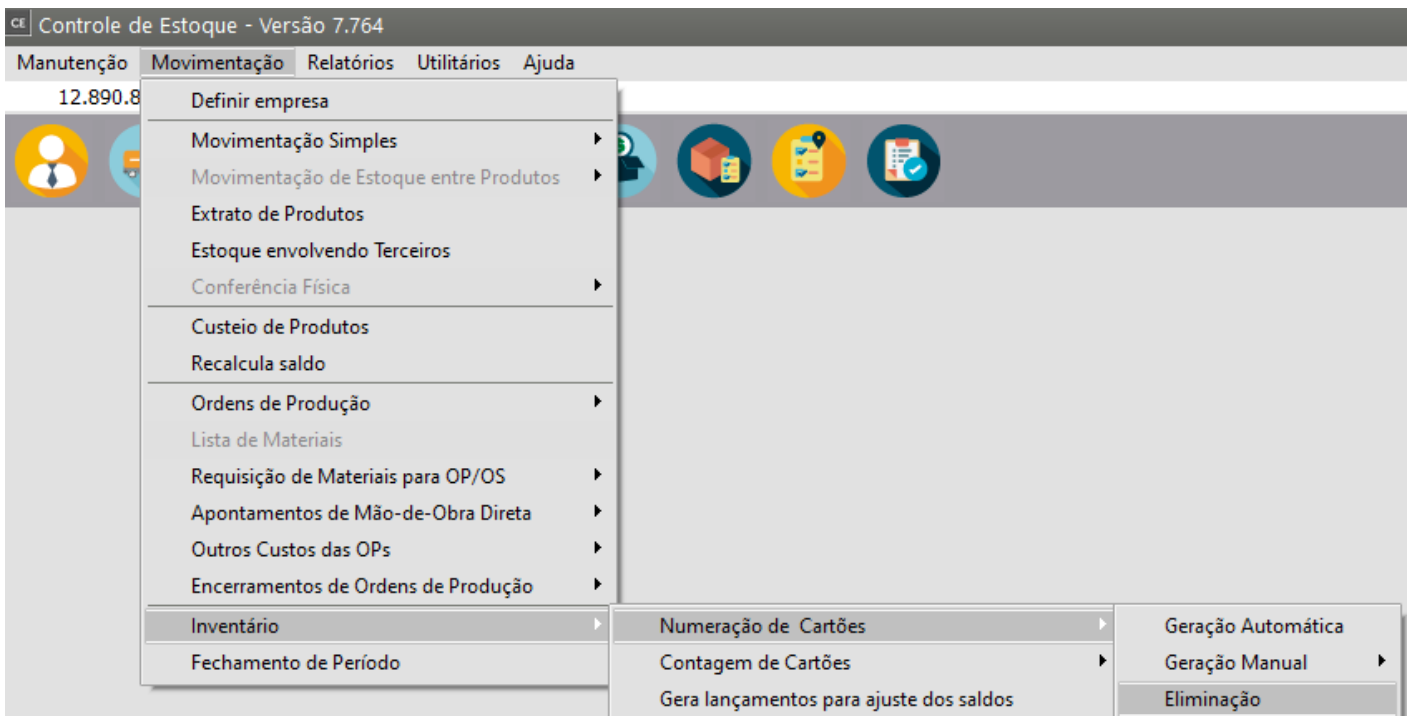 CE Controle de Estoque - Versão 7.764
Manutenção Movimentação Relatórios Utilitários Ajuda
12.890.8
Definir empresa
Movimentação Simples
Movimentação de Estoque entre Produtos
Extrato de Produtos
Estoque envolvendo Terceiros
Conferência Física
Custeio de Produtos
Recalcula saldo
Ordens de Produção
Lista de Materiais
Requisição de Materiais para OP/OS
Apontamentos de Mão-de-Obra Direta
Outros Custos das OPs
Encerramentos de Ordens de Produção
Inventário
Fechamento de Período
Numeração de Cartões
Contagem de Cartões
Gera lançamentos para ajuste dos saldos
Geração Automática
Geração Manual
Eliminação